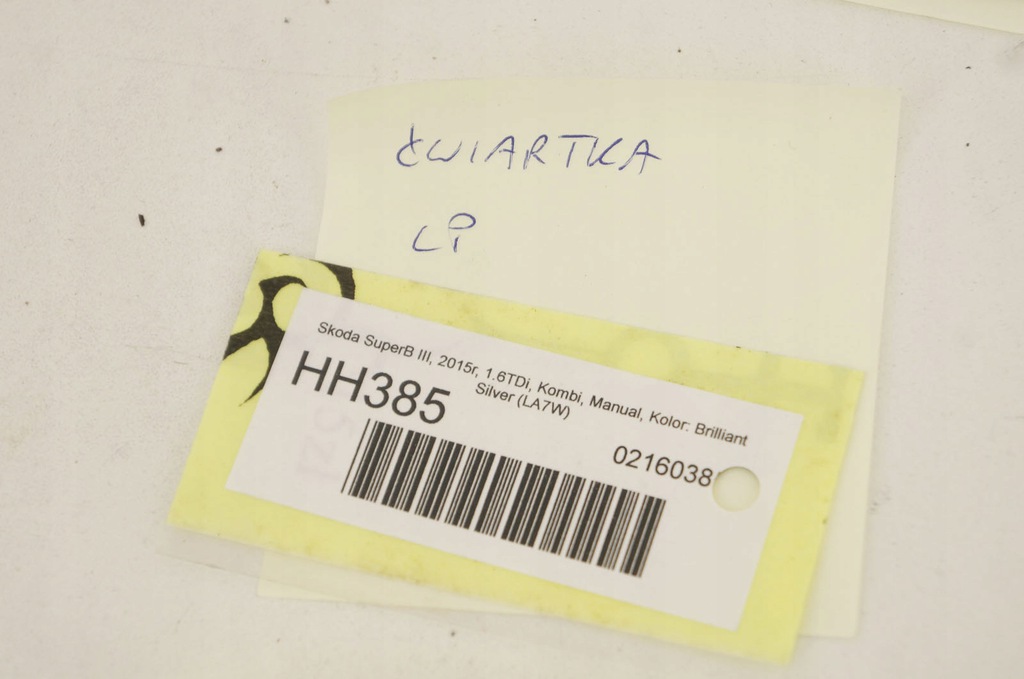 ĆWIARTKA
LP
Skoda SuperB III, 2015r, 1.6TDi, Kombi, Manual, Kolor: Brilliant
Silver (LA7W)
HH385
0216038